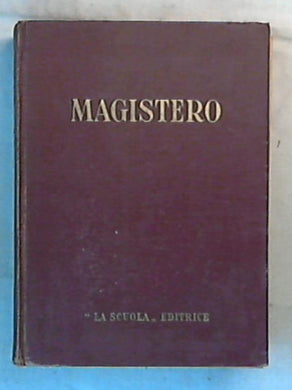 MAGISTERO
„ LA SCUOLA „ EDITRICE